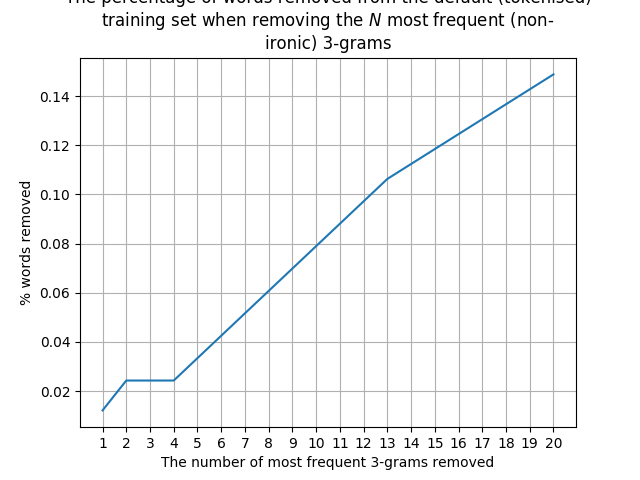 The percentage of words removed from the default (tokenised)
training set when removing the N most frequent (non-
ironic) 3-grams
0.14
0.12
0.10
0.08
0.06
0.04
0.02
% words removed
1 2 3 4 5 6 7 8 9 10 11 12 13 14 15 16 17 18 19 20
The number of most frequent 3-grams removed